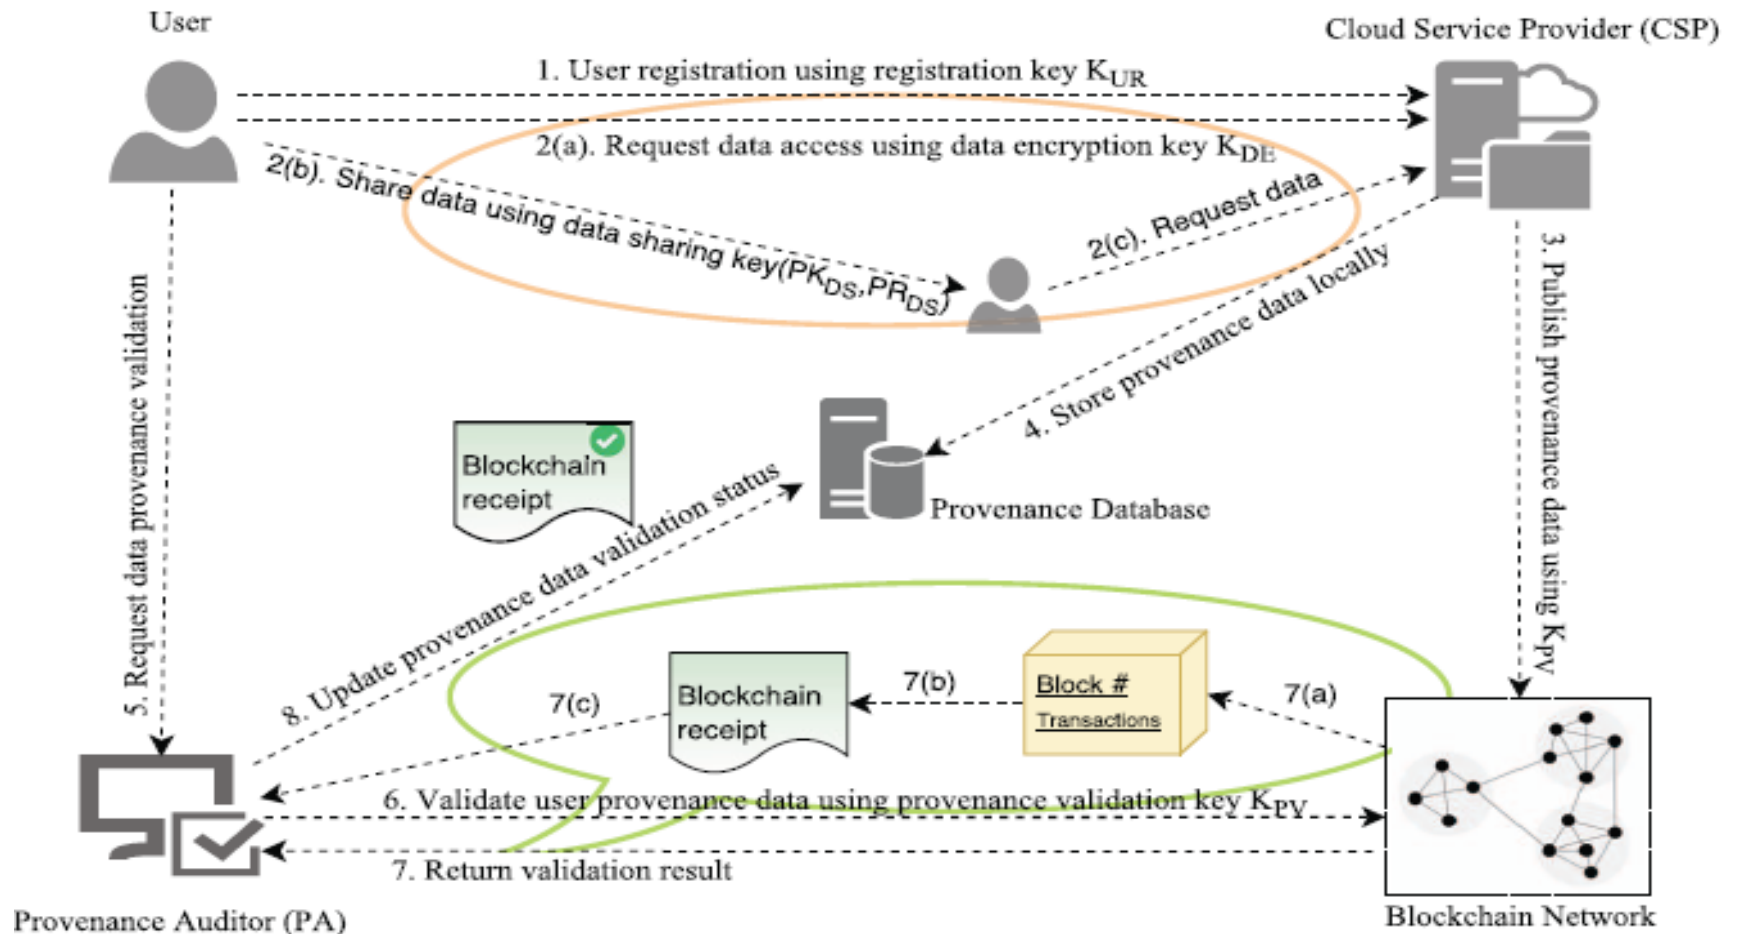 User
Cloud Service Provider (CSP)
1. User registration using registration key KUR
2(a). Request data access using data encryption key KDE
2(b). Share data using data sharing key(PKDS,PRDS)
2(c). Request data
3. Publish provenance data using KPV
4. Store provenance data locally
5. Request data provenance validation
Blockchain
receipt
Provenance Database
8. Update provenance data validation status
7(c)
Blockchain
receipt
7(b)
Block #
Transactions
7(a)
6. Validate user provenance data using provenance validation key KPV
7. Return validation result
Provenance Auditor (PA)
Blockchain Network